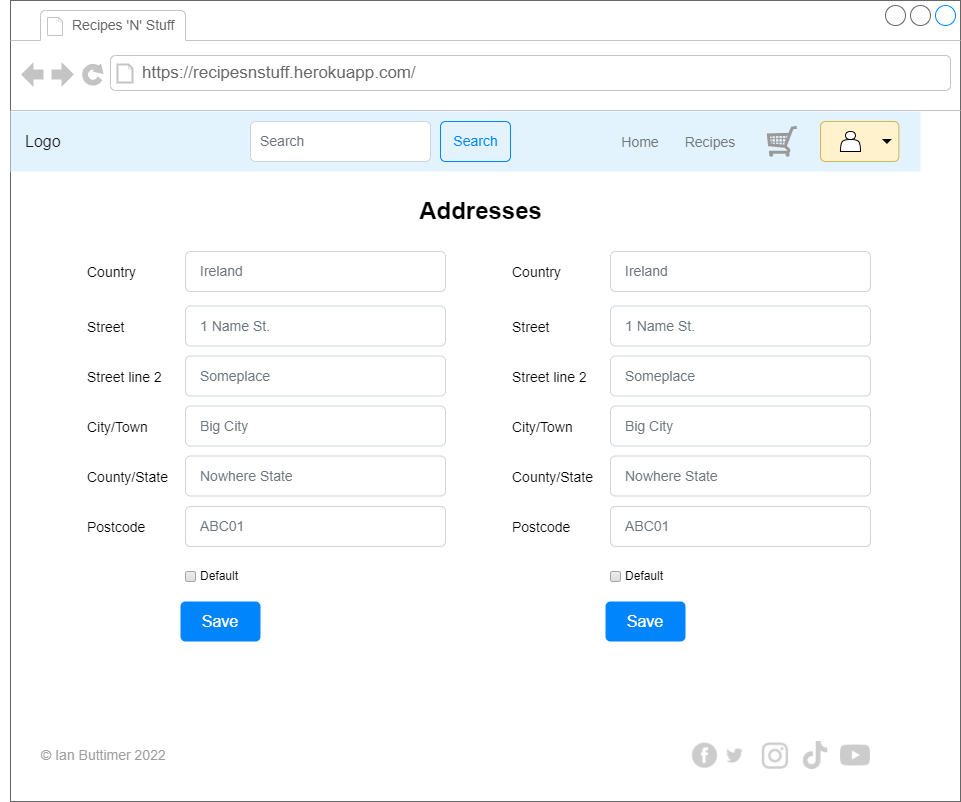 Recipes 'N' Stuff
https://recipesnstuff.herokuapp.com/
Logo Search Search Home Recipes
Addresses
Country Ireland Country Ireland
Street 1 Name St. Street 1 Name St.
Street line 2 Someplace Street line 2 Someplace
City/Town Big City City/Town Big City
County/State Nowhere State County/State Nowhere State
Postcode ABC01 Postcode ABC01
Default Default
Save Save
© Ian Buttimer 2022